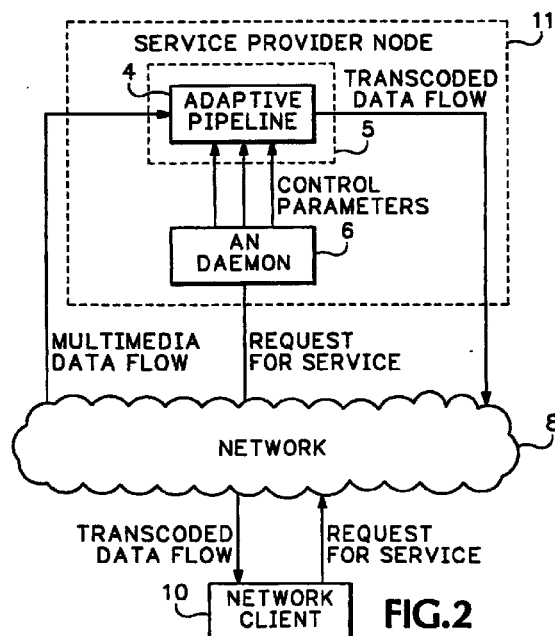 SERVICE PROVIDER NODE
11
4
ADAPTIVE
PIPELINE
TRANSCODED
DATA FLOW
5
CONTROL
PARAMETERS
AN
DAEMON
6
MULTIMEDIA
DATA FLOW
REQUEST
FOR SERVICE
NETWORK
8
TRANSCODED
DATA FLOW
REQUEST
FOR SERVICE
10
NETWORK
CLIENT
FIG.2